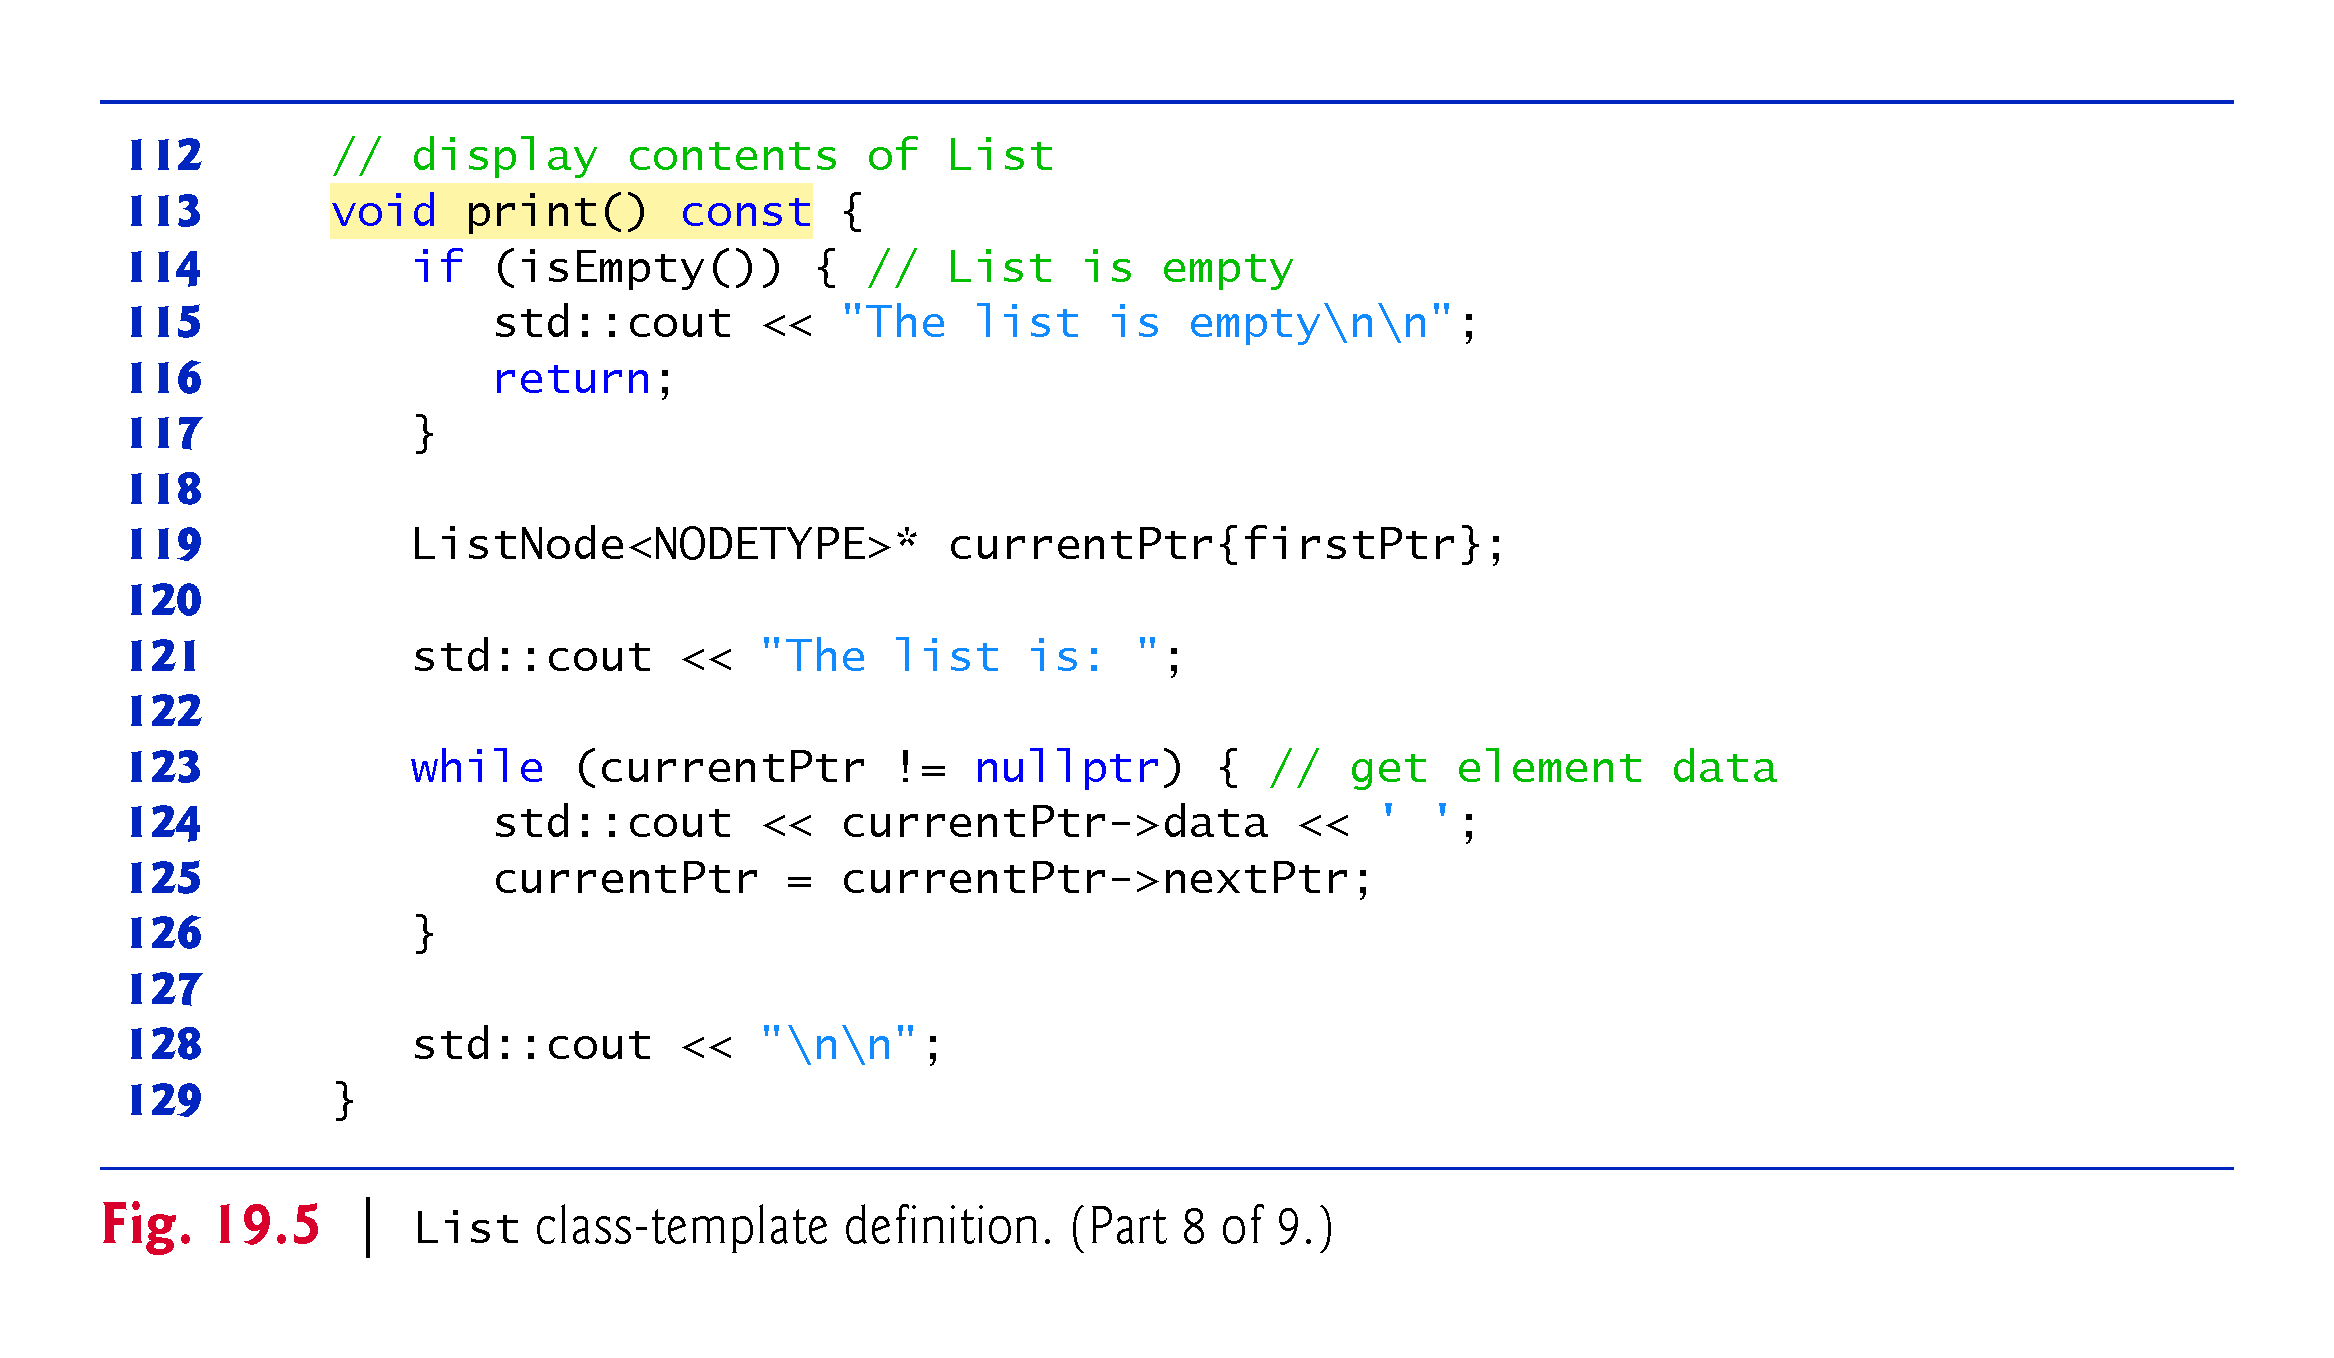 112 // display contents of List
113 void print() const {
114 if (isEmpty()) { // List is empty
115 std::cout << "The list is empty\n\n";
116 return;
117 }
118
119 ListNode<NODETYPE>* currentPtr{firstPtr};
120
121 std::cout << "The list is: ";
122
123 while (currentPtr != nullptr) { // get element data
124 std::cout << currentPtr->data << ' ';
125 currentPtr = currentPtr->nextPtr;
126 }
127
128 std::cout << "\n\n";
129 }
Fig. 19.5 | List class-template definition. (Part 8 of 9.)